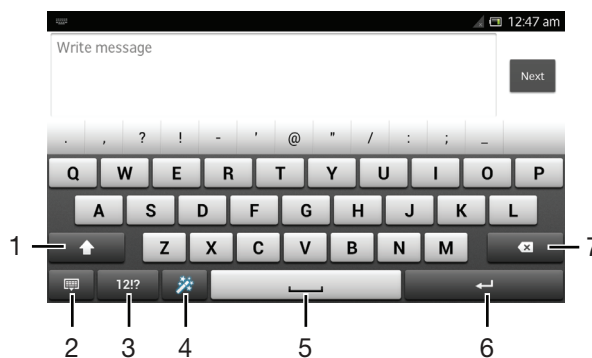 12:47 am
Write message
Next
. , ? ! - ' @ " / : ; _
Q W E R T Y U I O P
A S D F G H J K L
1 Z X C V B N M 7
12!?
2 3 4 5 6